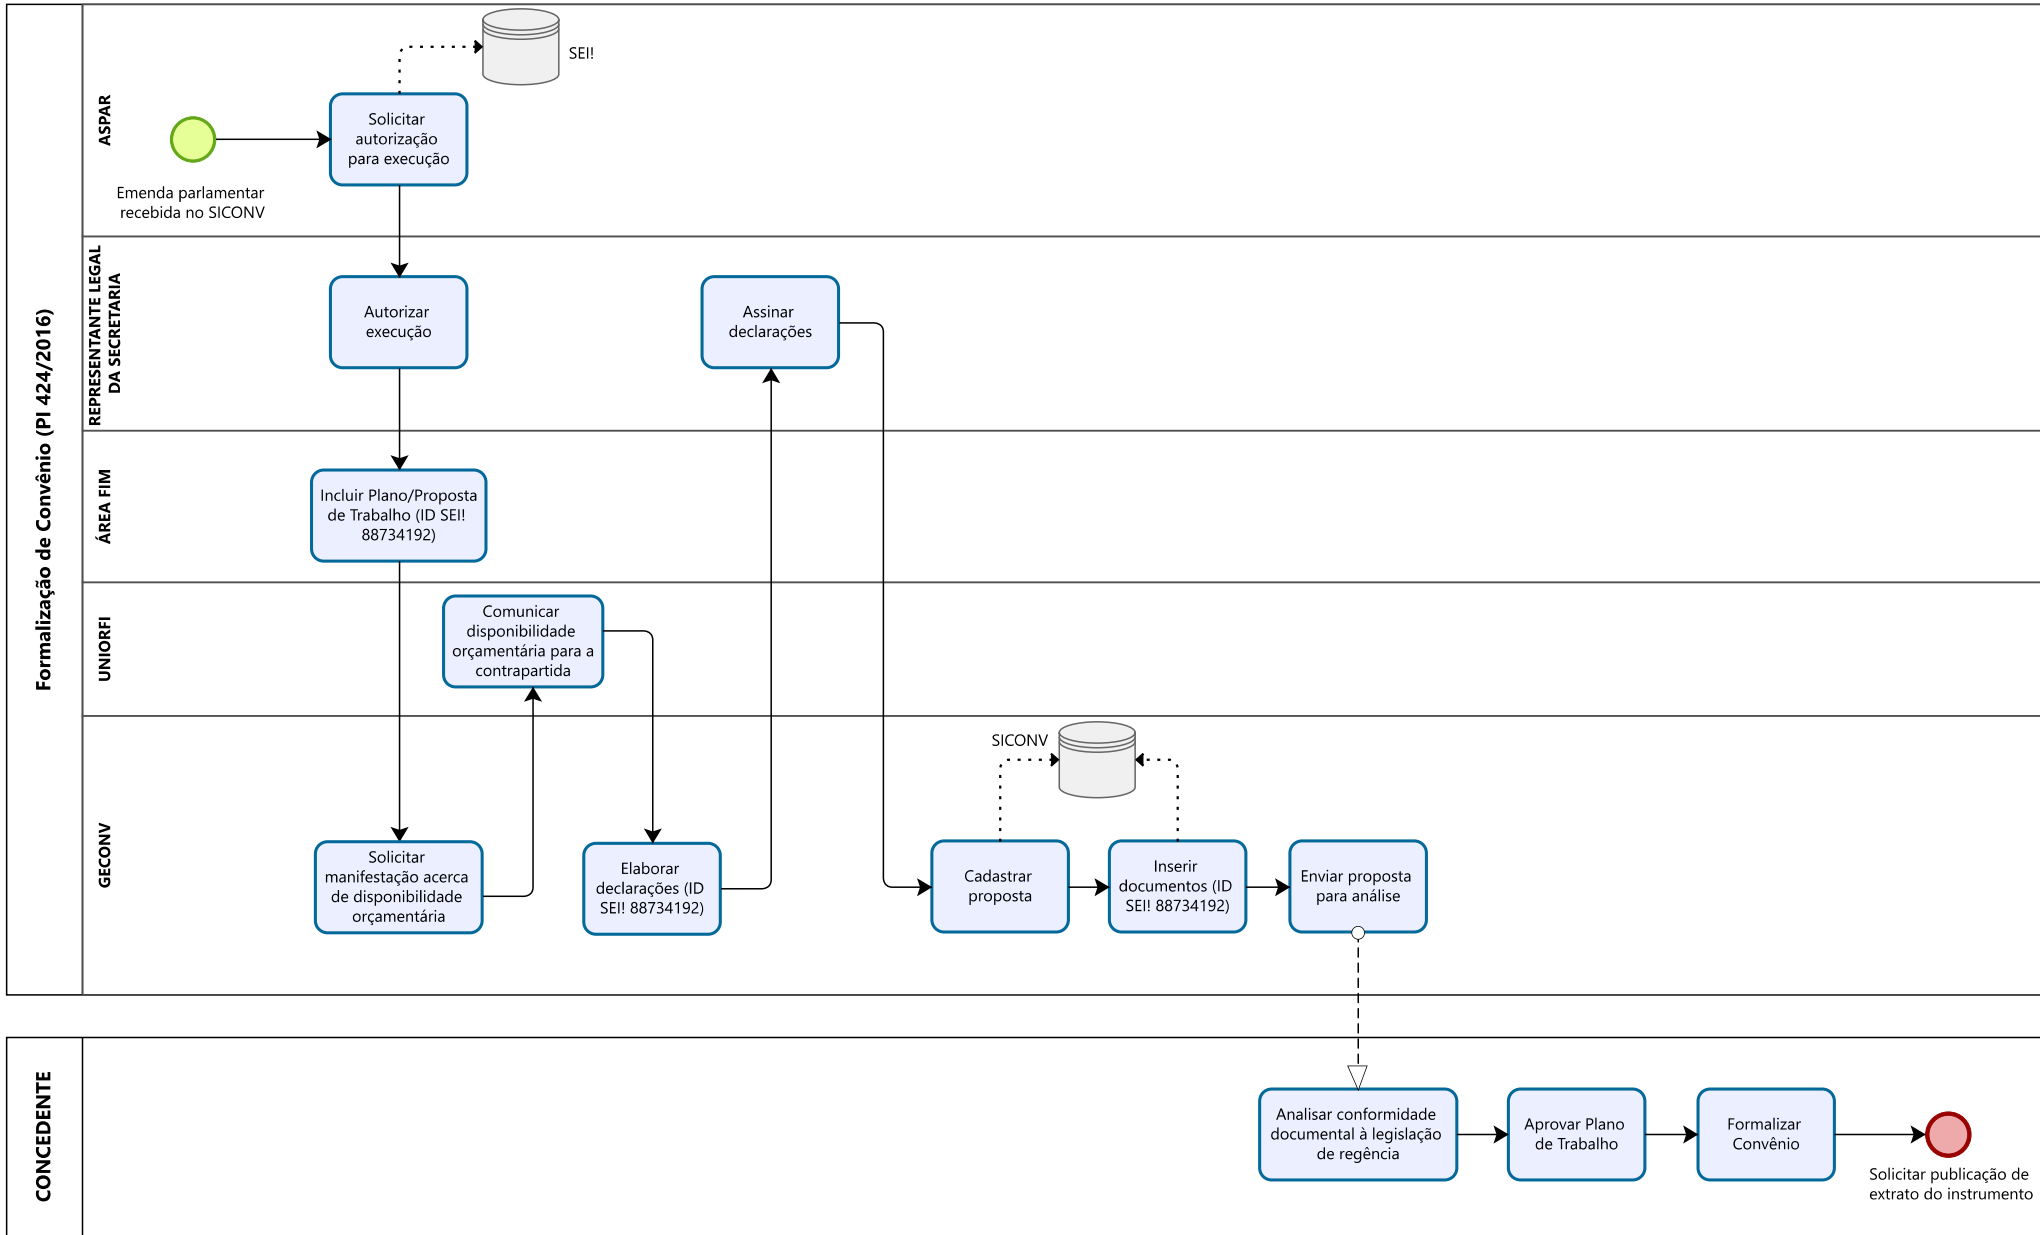 Formalização de Convênio (PI 424/2016)
ASPAR
Emenda parlamentar
recebida no SICONV
Solicitar
autorização
para execução
SEI!
REPRESENTANTE LEGAL
DA SECRETARIA
Autorizar
execução
Assinar
declarações
ÁREA FIM
Incluir Plano/Proposta
de Trabalho (ID SEI!
88734192)
UNIORFI
Comunicar
disponibilidade
orçamentária para a
contrapartida
GECONV
Solicitar
manifestação acerca
de disponibilidade
orçamentária
Elaborar
declarações (ID
SEI! 88734192)
SICONV
Cadastrar
proposta
Inserir
documentos (ID
SEI! 88734192)
Enviar proposta
para análise
CONCEDENTE
Analisar conformidade
documental à legislação
de regência
Aprovar Plano
de Trabalho
Formalizar
Convênio
Solicitar publicação de
extrato do instrumento